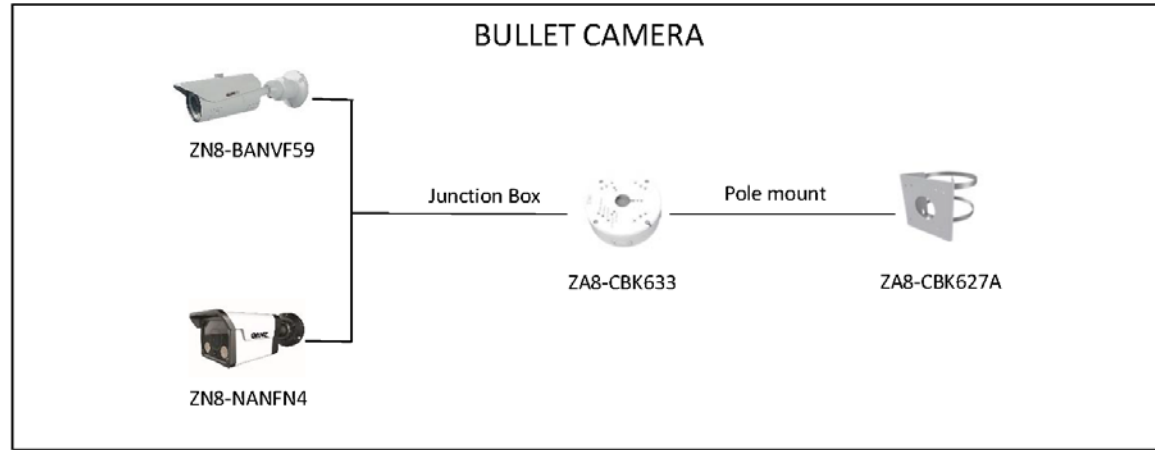 BULLET CAMERA
ZN8-BANVF59
Junction Box
Pole mount
ZA8-CBK633
ZA8-CBK627A
ZN8-NANFN4